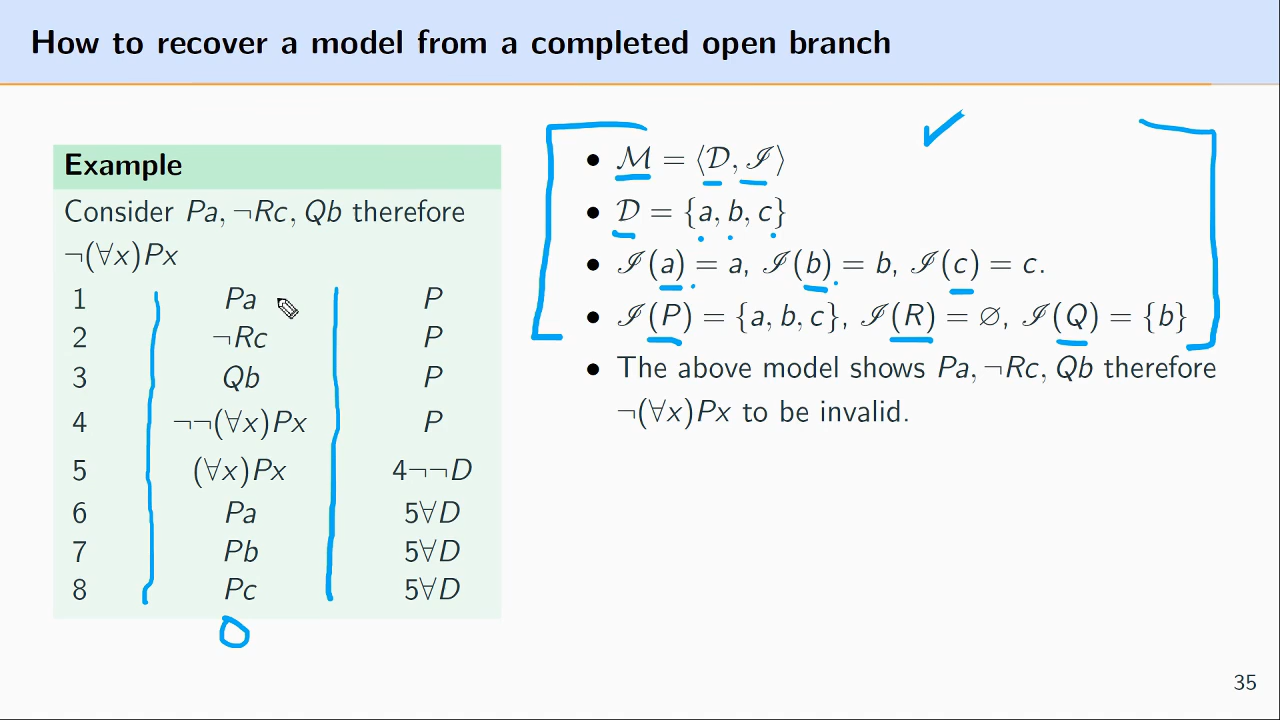 How to recover a model from a completed open branch
Example
Consider Pa, ¬Rc, Qb therefore
¬(∀x)Px
1 Pa P
2 ¬Rc P
3 Qb P
4 ¬¬(∀x)Px P
5 (∀x)Px 4¬¬D
6 Pa 5∀D
7 Pb 5∀D
8 Pc 5∀D
• ℳ = ⟨𝒟, ℐ⟩
• 𝒟 = {a, b, c}
• ℐ(a) = a, ℐ(b) = b, ℐ(c) = c.
• ℐ(P) = {a, b, c}, ℐ(R) = ∅, ℐ(Q) = {b}
• The above model shows Pa, ¬Rc, Qb therefore
¬(∀x)Px to be invalid.
35